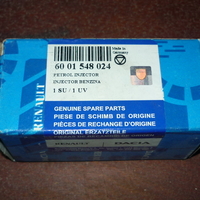 Made in
Germany
60 01 548 024
PETROL INJECTOR
INJECTOR BENZINA
1 SU / 1 UV
RENAULT
GENUINE SPARE PARTS
PIESE DE SCHIMB DE ORIGINE
PIÈCES DE RECHANGE D'ORIGINE
ORIGINAL ERZATZTEILE
RENAULT DACIA